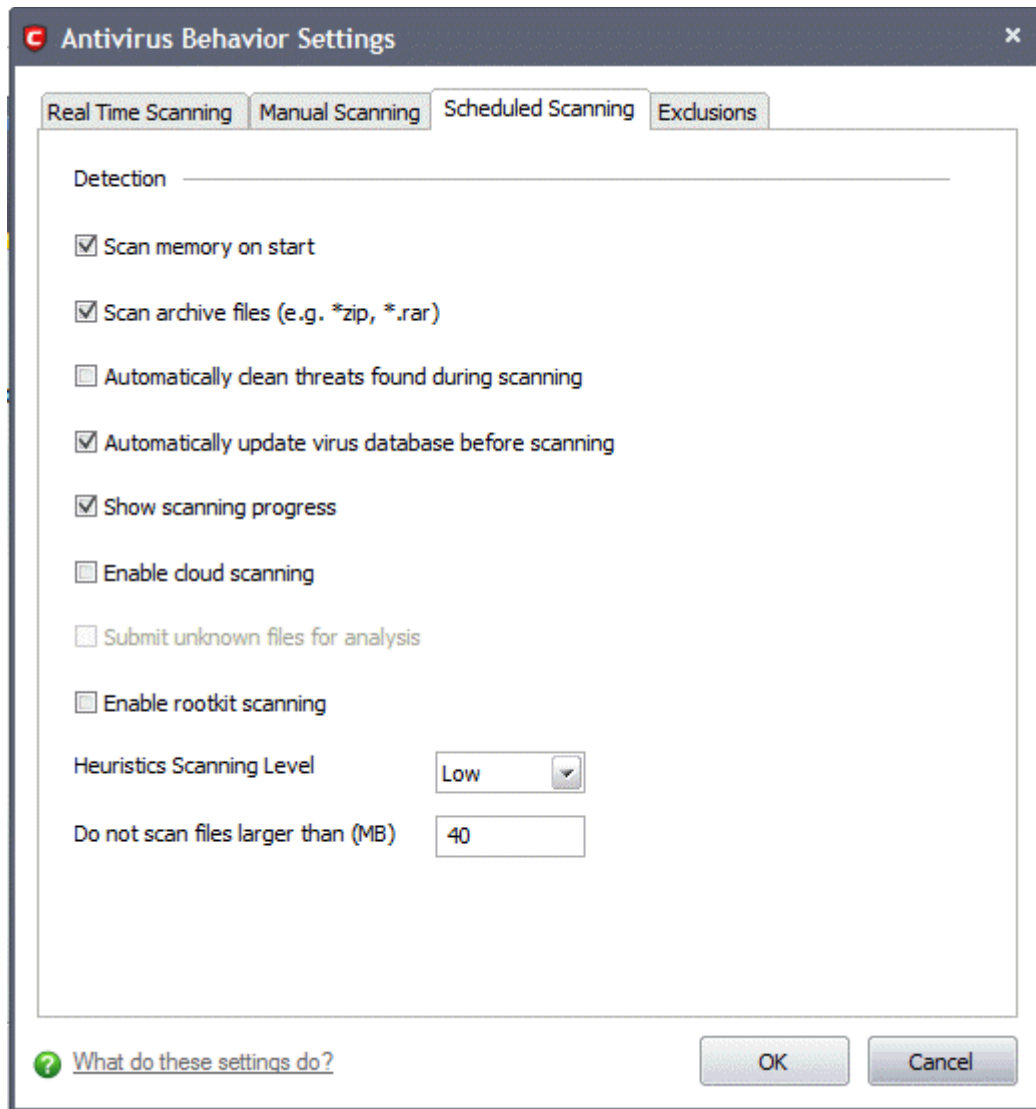 Antivirus Behavior Settings
Real Time Scanning
Manual Scanning
Scheduled Scanning
Exclusions
Detection
Scan memory on start
Scan archive files (e.g. *zip, *.rar)
Automatically clean threats found during scanning
Automatically update virus database before scanning
Show scanning progress
Enable cloud scanning
Submit unknown files for analysis
Enable rootkit scanning
Heuristics Scanning Level
Low
Do not scan files larger than (MB)
40
What do these settings do?
OK
Cancel